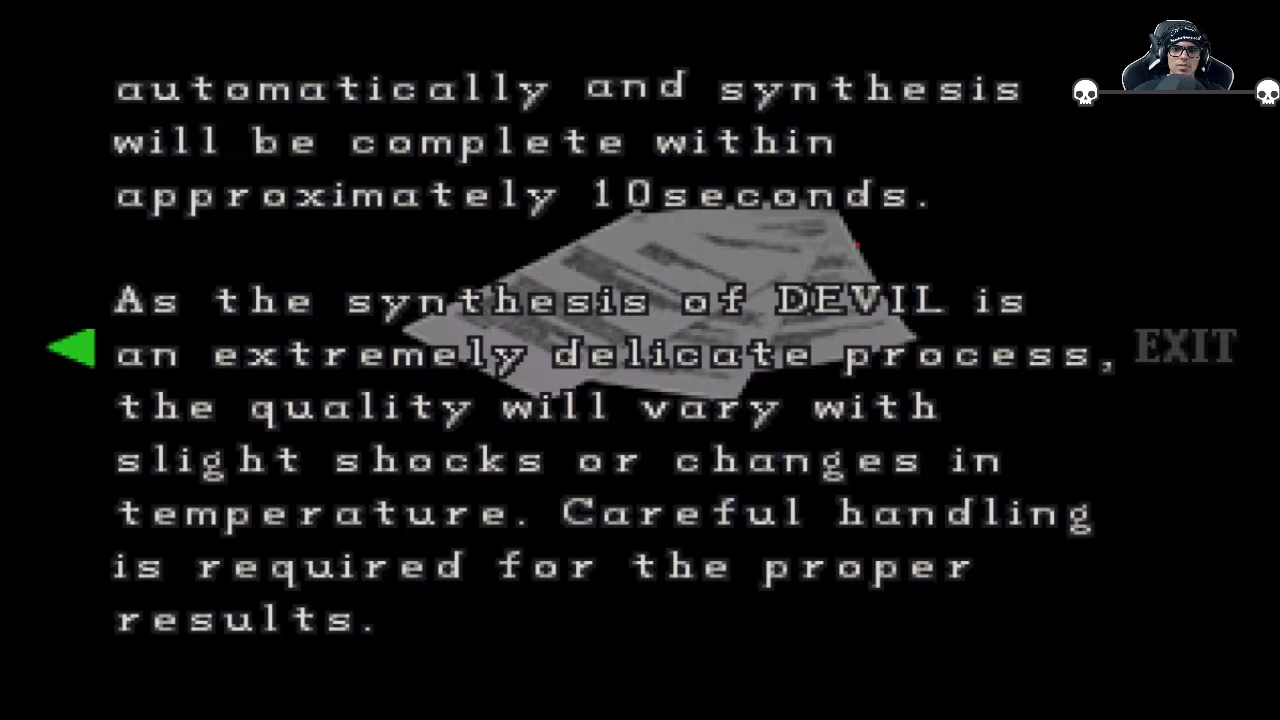 automatically and synthesis
will be complete within
approximately 10seconds.
As the synthesis of DEVIL is
an extremely delicate process,
EXIT
the quality will vary with
slight shocks or changes in
temperature. Careful handling
is required for the proper
results.